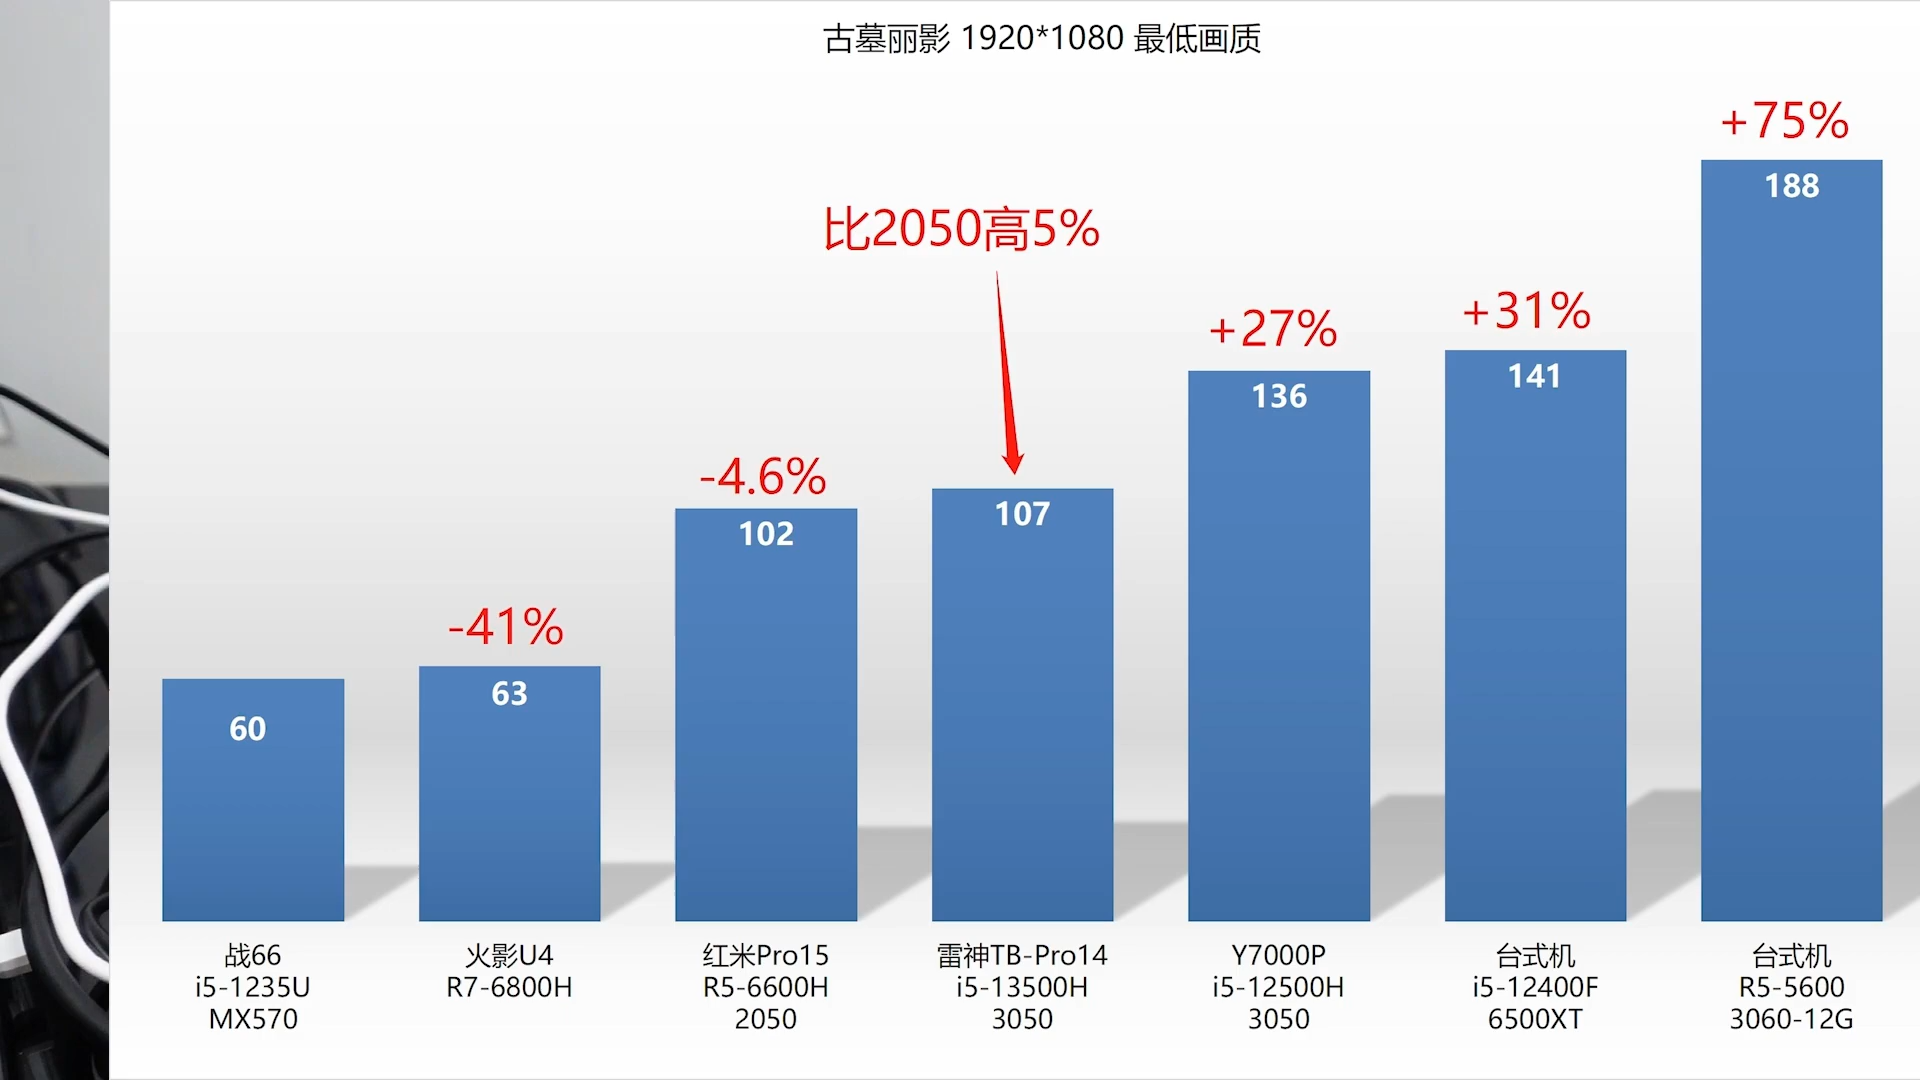 古墓丽影 1920*1080 最低画质
+75%
188
比2050高5%
+31%
141
+27%
136
-4.6%
102
107
-41%
63
60
战66
i5-1235U
MX570
火影U4
R7-6800H
红米Pro15
R5-6600H
2050
雷神TB-Pro14
i5-13500H
3050
Y7000P
i5-12500H
3050
台式机
i5-12400F
6500XT
台式机
R5-5600
3060-12G